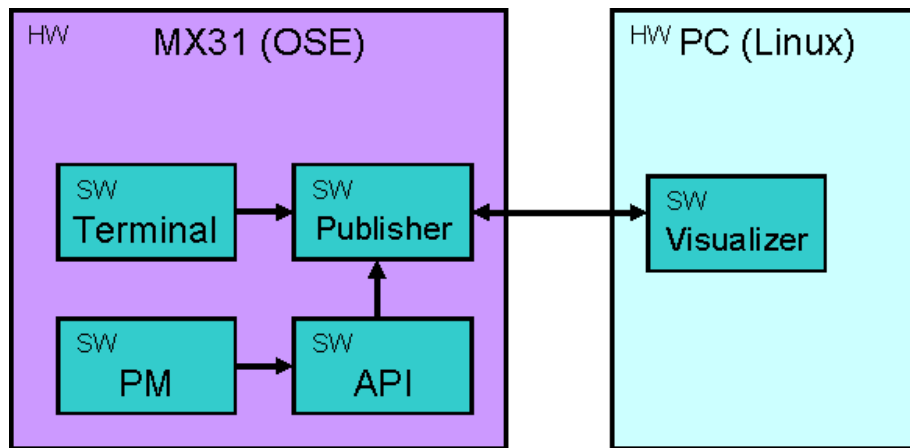 HW
MX31 (OSE)
SW
Terminal
SW
Publisher
SW
PM
SW
API
HW
PC (Linux)
SW
Visualizer